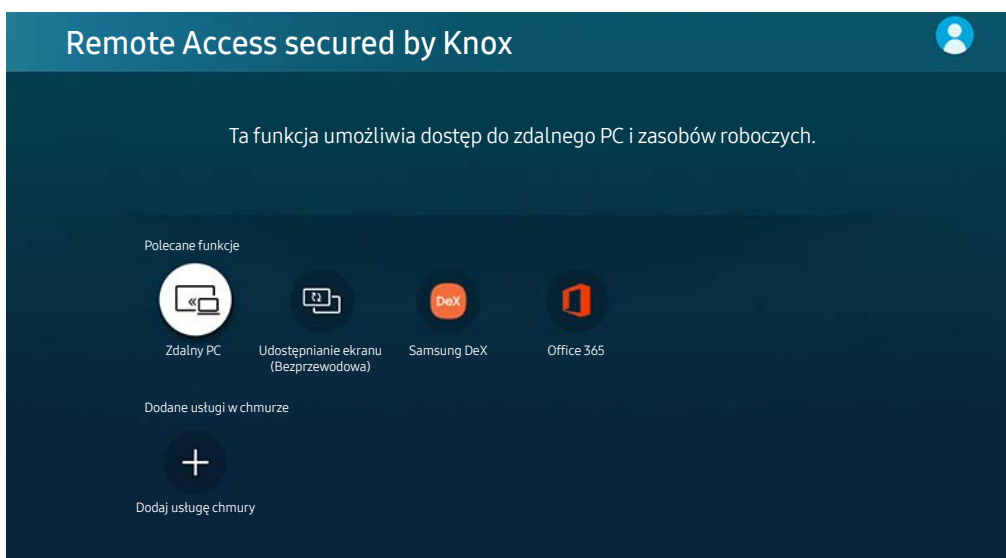 Remote Access secured by Knox
Ta funkcja umożliwia dostęp do zdalnego PC i zasobów roboczych.
Polecane funkcje
DeX
Zdalny PC
Udostępnianie ekranu
(Bezprzewodowa)
Samsung DeX
Office 365
Dodane usługi w chmurze
Dodaj usługę chmury